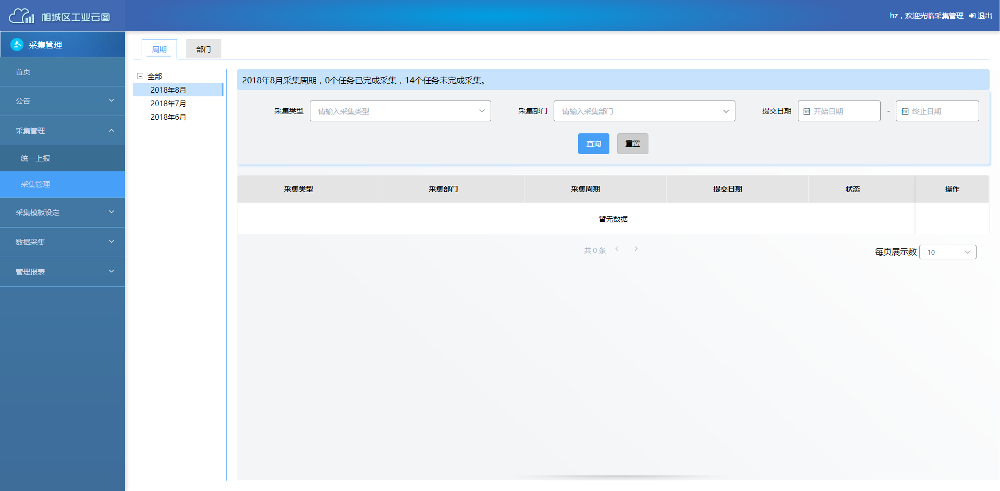 相城区工业云图
hz，欢迎光临采集管理 退出
采集管理
首页
公告
采集管理
统一上报
采集管理
采集模板设定
数据采集
管理报表
周期 部门
全部
2018年8月
2018年7月
2018年6月
2018年8月采集周期，0个任务已完成采集，14个任务未完成采集。
采集类型 请输入采集类型 采集部门 请输入采集部门 提交日期 开始日期 - 终止日期
查询 重置
采集类型 采集部门 采集周期 提交日期 状态 操作
暂无数据
共 0 条
每页展示数 10